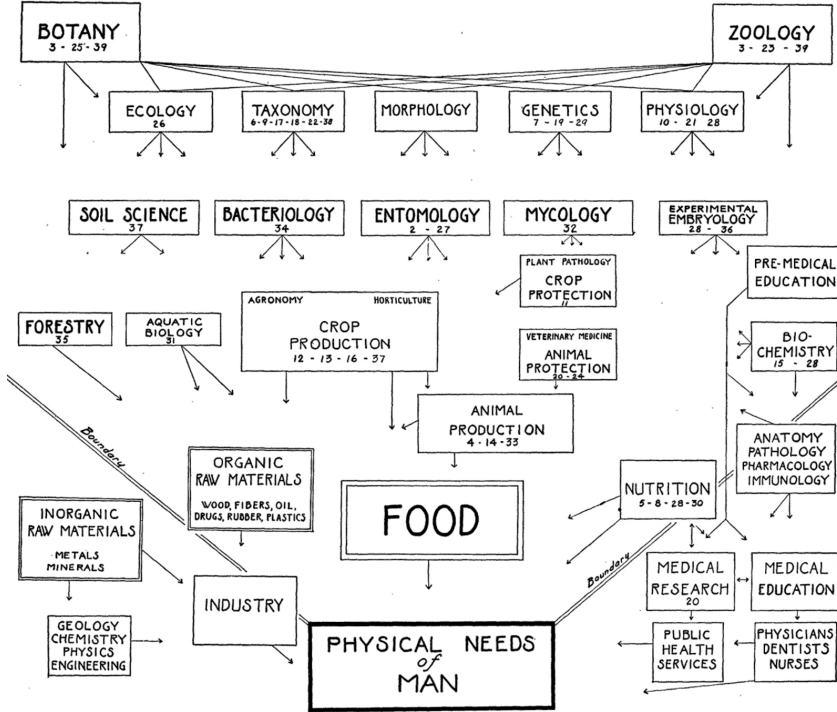 BOTANY
3 - 25 - 39
ZOOLOGY
3 - 23 - 39
ECOLOGY
26
TAXONOMY
6-9-17-18-22-38
MORPHOLOGY
GENETICS
7 - 19 - 29
PHYSIOLOGY
10 - 21 28
SOIL SCIENCE
37
BACTERIOLOGY
34
ENTOMOLOGY
2 - 27
MYCOLOGY
32
EXPERIMENTAL
EMBRYOLOGY
28 - 36
PLANT PATHOLOGY
CROP
PROTECTION
11
PRE-MEDICAL
EDUCATION
FORESTRY
35
AQUATIC
BIOLOGY
31
AGRONOMY HORTICULTURE
CROP
PRODUCTION
12 - 13 - 16 - 37
VETERINARY MEDICINE
ANIMAL
PROTECTION
20-24
BIO-
CHEMISTRY
15 - 28
ANIMAL
PRODUCTION
4 - 14 - 33
Boundary
ORGANIC
RAW MATERIALS
WOOD, FIBERS, OIL,
DRUGS, RUBBER, PLASTICS
FOOD
NUTRITION
5 - 8 - 28 - 30
ANATOMY
PATHOLOGY
PHARMACOLOGY
IMMUNOLOGY
INORGANIC
RAW MATERIALS
METALS
MINERALS
Boundary
INDUSTRY
MEDICAL
RESEARCH
20
MEDICAL
EDUCATION
GEOLOGY
CHEMISTRY
PHYSICS
ENGINEERING
PHYSICAL NEEDS
of
MAN
PUBLIC
HEALTH
SERVICES
PHYSICIANS
DENTISTS
NURSES